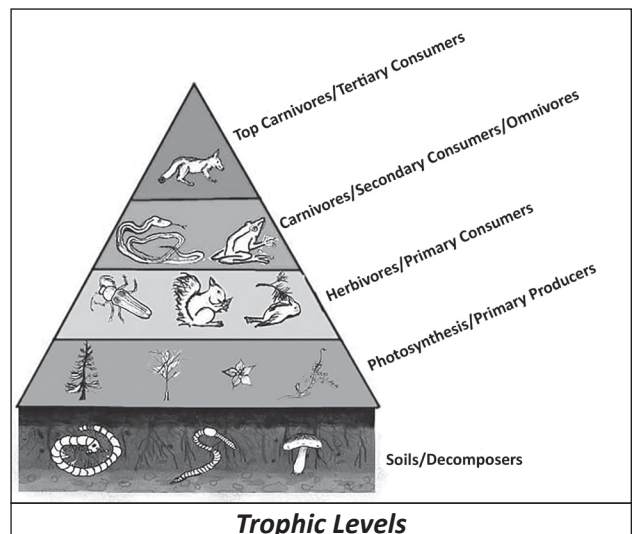 Top Carnivores/Tertiary Consumers
Carnivores/Secondary Consumers/Omnivores
Herbivores/Primary Consumers
Photosynthesis/Primary Producers
Soils/Decomposers
Trophic Levels